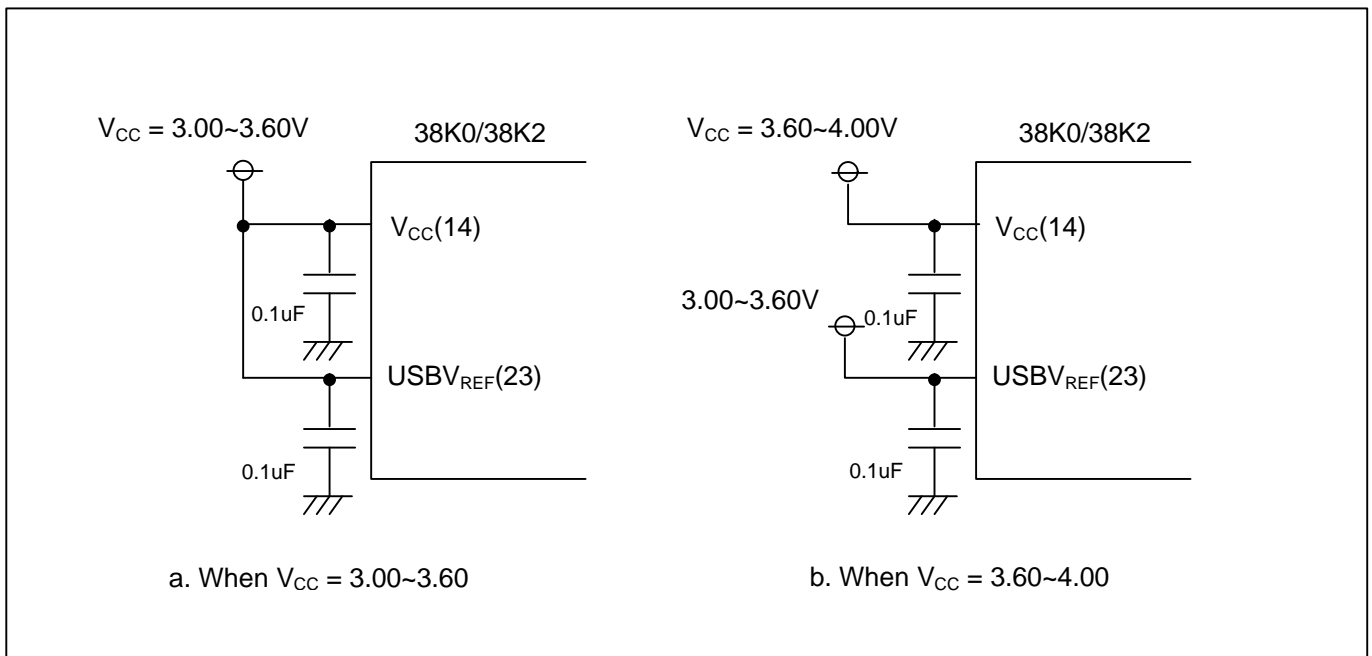 V_CC = 3.00~3.60V
38K0/38K2
V_CC(14)
0.1uF
USBV_REF(23)
0.1uF
a. When V_CC = 3.00~3.60
V_CC = 3.60~4.00V
38K0/38K2
V_CC(14)
3.00~3.60V
0.1uF
USBV_REF(23)
0.1uF
b. When V_CC = 3.60~4.00